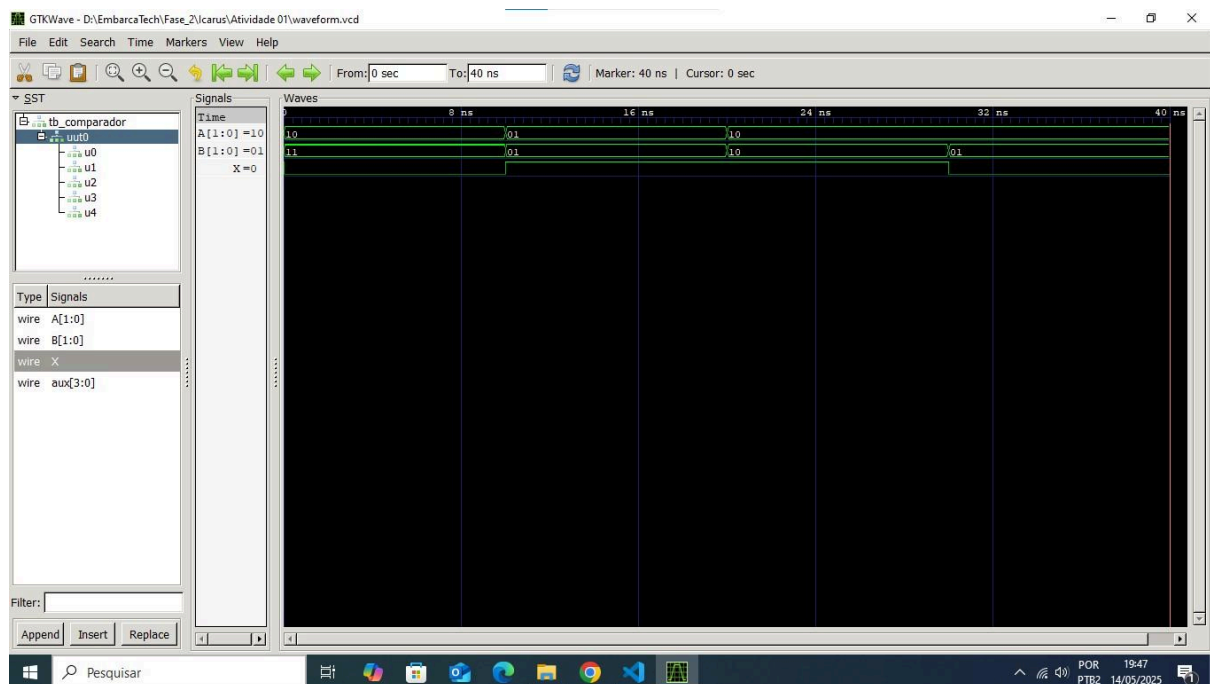 GTKWave - D:\EmbarcaTech\Fase_2\Icarus\Atividade 01\waveform.vcd
File Edit Search Time Markers View Help
From: 0 sec To: 40 ns Marker: 40 ns | Cursor: 0 sec
SST
tb_comparador
uut0
u0
u1
u2
u3
u4
Type Signals
wire A[1:0]
wire B[1:0]
wire X
wire aux[3:0]
Filter:
Append Insert Replace
Signals
Time
A[1:0] =10
B[1:0] =01
X =0
Waves
8 ns 16 ns 24 ns 32 ns 40 ns
10 01 10
11 01 10 01
Pesquisar
POR 19:47
PTB2 14/05/2025
1